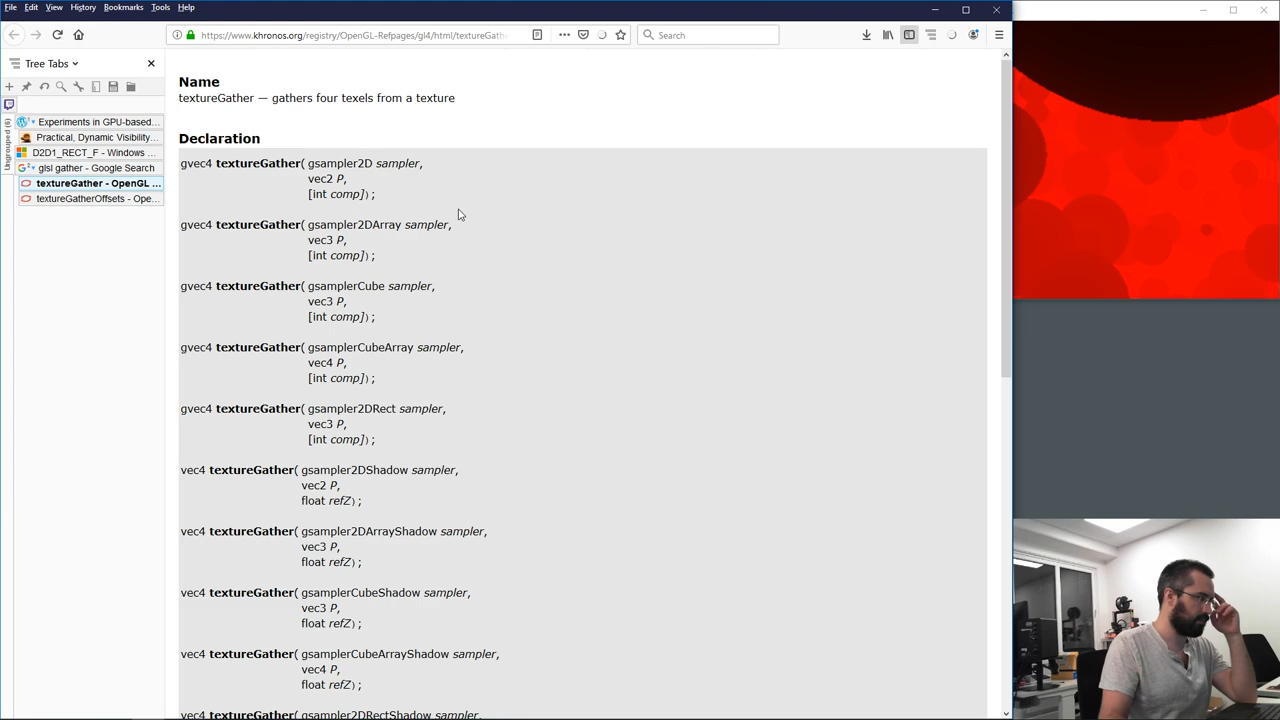 File Edit View History Bookmarks Tools Help
https://www.khronos.org/registry/OpenGL-Refpages/gl4/html/textureGathe
Search
Tree Tabs
Ungrouped (6)
Experiments in GPU-based...
Practical, Dynamic Visibility...
D2D1_RECT_F - Windows ...
glsl gather - Google Search
textureGather - OpenGL ...
textureGatherOffsets - Ope...
Name
textureGather — gathers four texels from a texture
Declaration
gvec4 textureGather( gsampler2D sampler,
vec2 P,
[int comp]);
gvec4 textureGather( gsampler2DArray sampler,
vec3 P,
[int comp]);
gvec4 textureGather( gsamplerCube sampler,
vec3 P,
[int comp]);
gvec4 textureGather( gsamplerCubeArray sampler,
vec4 P,
[int comp]);
gvec4 textureGather( gsampler2DRect sampler,
vec3 P,
[int comp]);
vec4 textureGather( gsampler2DShadow sampler,
vec2 P,
float refZ);
vec4 textureGather( gsampler2DArrayShadow sampler,
vec3 P,
float refZ);
vec4 textureGather( gsamplerCubeShadow sampler,
vec3 P,
float refZ);
vec4 textureGather( gsamplerCubeArrayShadow sampler,
vec4 P,
float refZ);
vec4 textureGather( gsampler2DRectShadow sampler,